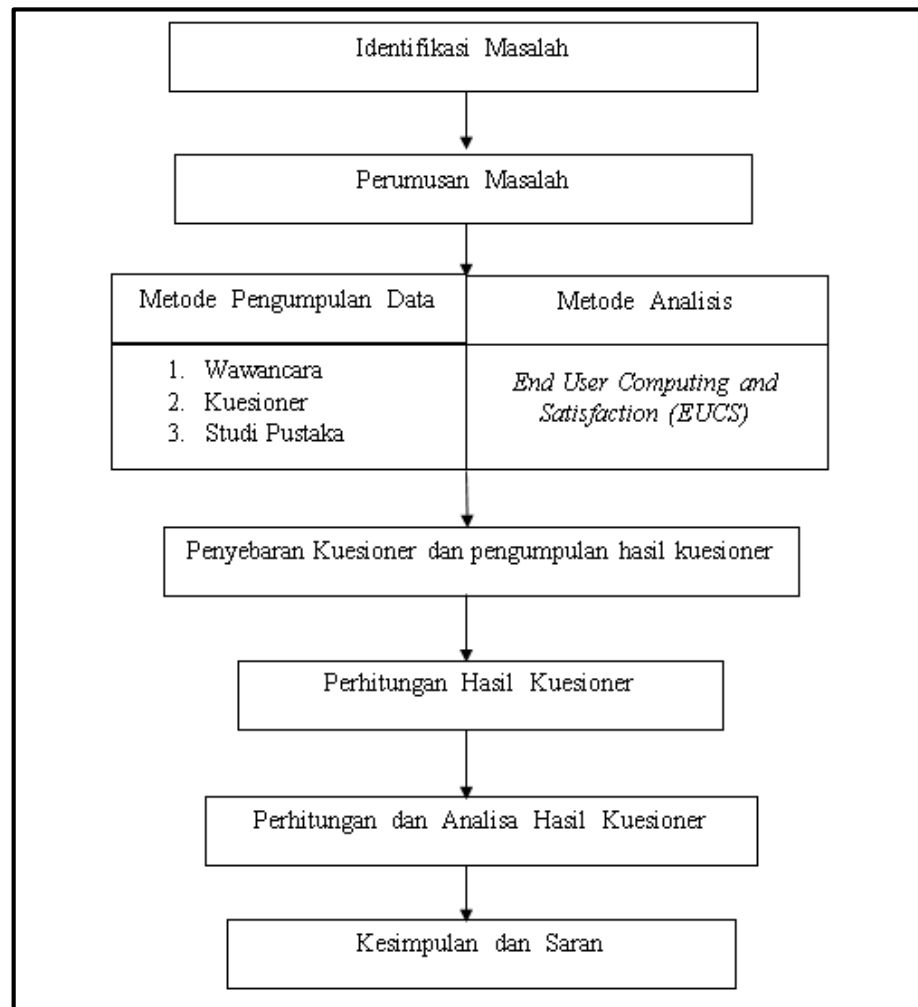 Identifikasi Masalah
Perumusan Masalah
Metode Pengumpulan Data
Metode Analisis
1. Wawancara
2. Kuesioner
3. Studi Pustaka
End User Computing and
Satisfaction (EUCS)
Penyebaran Kuesioner dan pengumpulan hasil kuesioner
Perhitungan Hasil Kuesioner
Perhitungan dan Analisa Hasil Kuesioner
Kesimpulan dan Saran